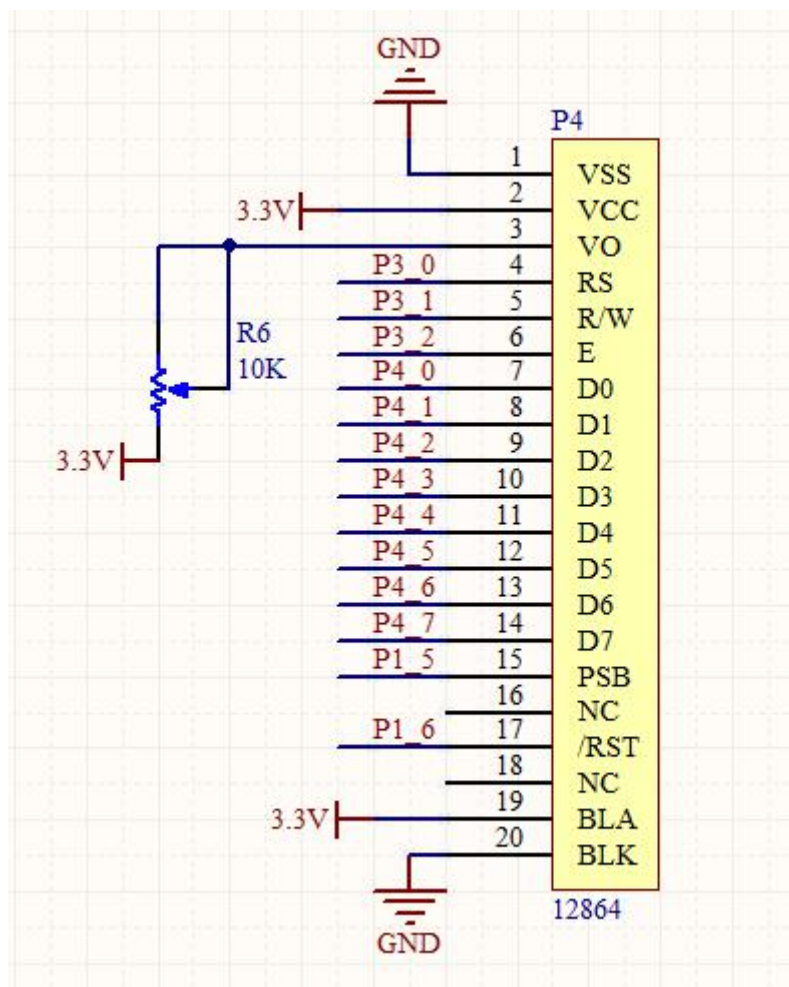 GND
P4
1 VSS
3.3V 2 VCC
3 VO
P3_0 4 RS
P3_1 5 R/W
P3_2 6 E
R6
10K
P4_0 7 D0
P4_1 8 D1
P4_2 9 D2
3.3V
P4_3 10 D3
P4_4 11 D4
P4_5 12 D5
P4_6 13 D6
P4_7 14 D7
P1_5 15 PSB
16 NC
P1_6 17 /RST
18 NC
3.3V 19 BLA
20 BLK
12864
GND